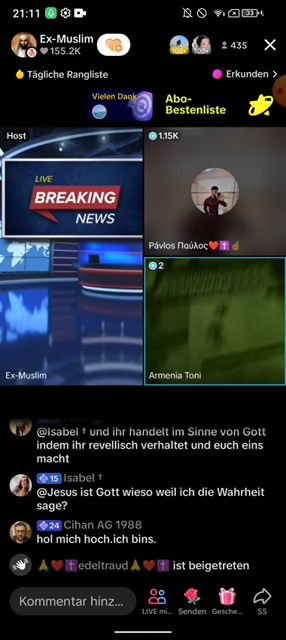 21:11
Ex-Muslim
155.2K
100+
100+
435
Tägliche Rangliste
Erkunden >
Vielen Dank
Abo-
Bestenliste
Host
1.15K
LIVE
BREAKING
NEWS
Pávlos Παύλος❤️✝️☝🏽
2
Ex-Muslim
Armenia Toni
@Isabel † und ihr handelt im Sinne von Gott
indem ihr revellisch verhaltet und euch eins
macht
15 Isabel †
@Jesus ist Gott wieso weil ich die Wahrheit
sage?
24 Cihan AG 1988
hol mich hoch.ich bins.
🙏❤️✝️edeltraud🙏❤️✝️ ist beigetreten
Kommentar hinz...
LIVE mi...
Senden
Gesche...
55